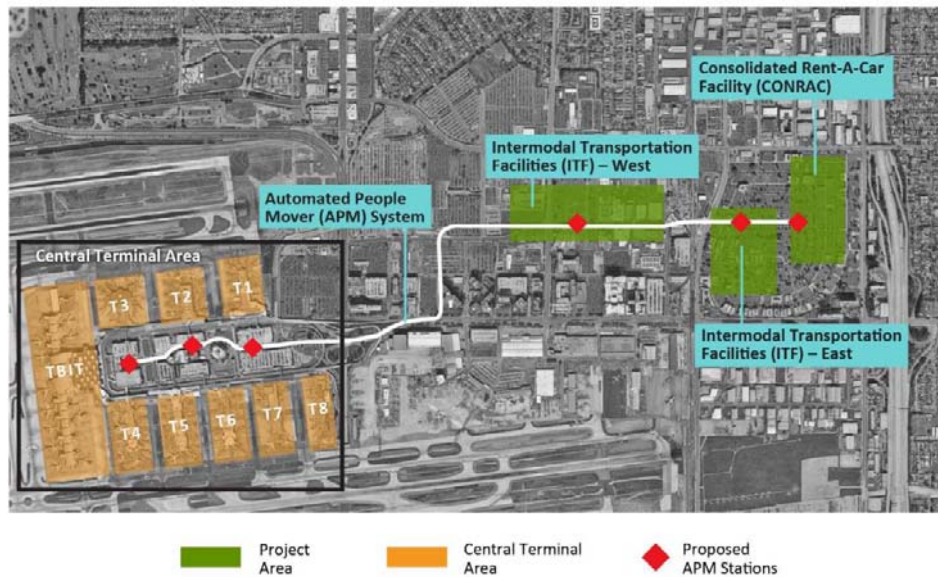 Consolidated Rent-A-Car
Facility (CONRAC)
Intermodal Transportation
Facilities (ITF) – West
Automated People
Mover (APM) System
Central Terminal Area
T3
T2
T1
TBIT
T4
T5
T6
T7
T8
Intermodal Transportation
Facilities (ITF) – East
Project
Area
Central Terminal
Area
Proposed
APM Stations